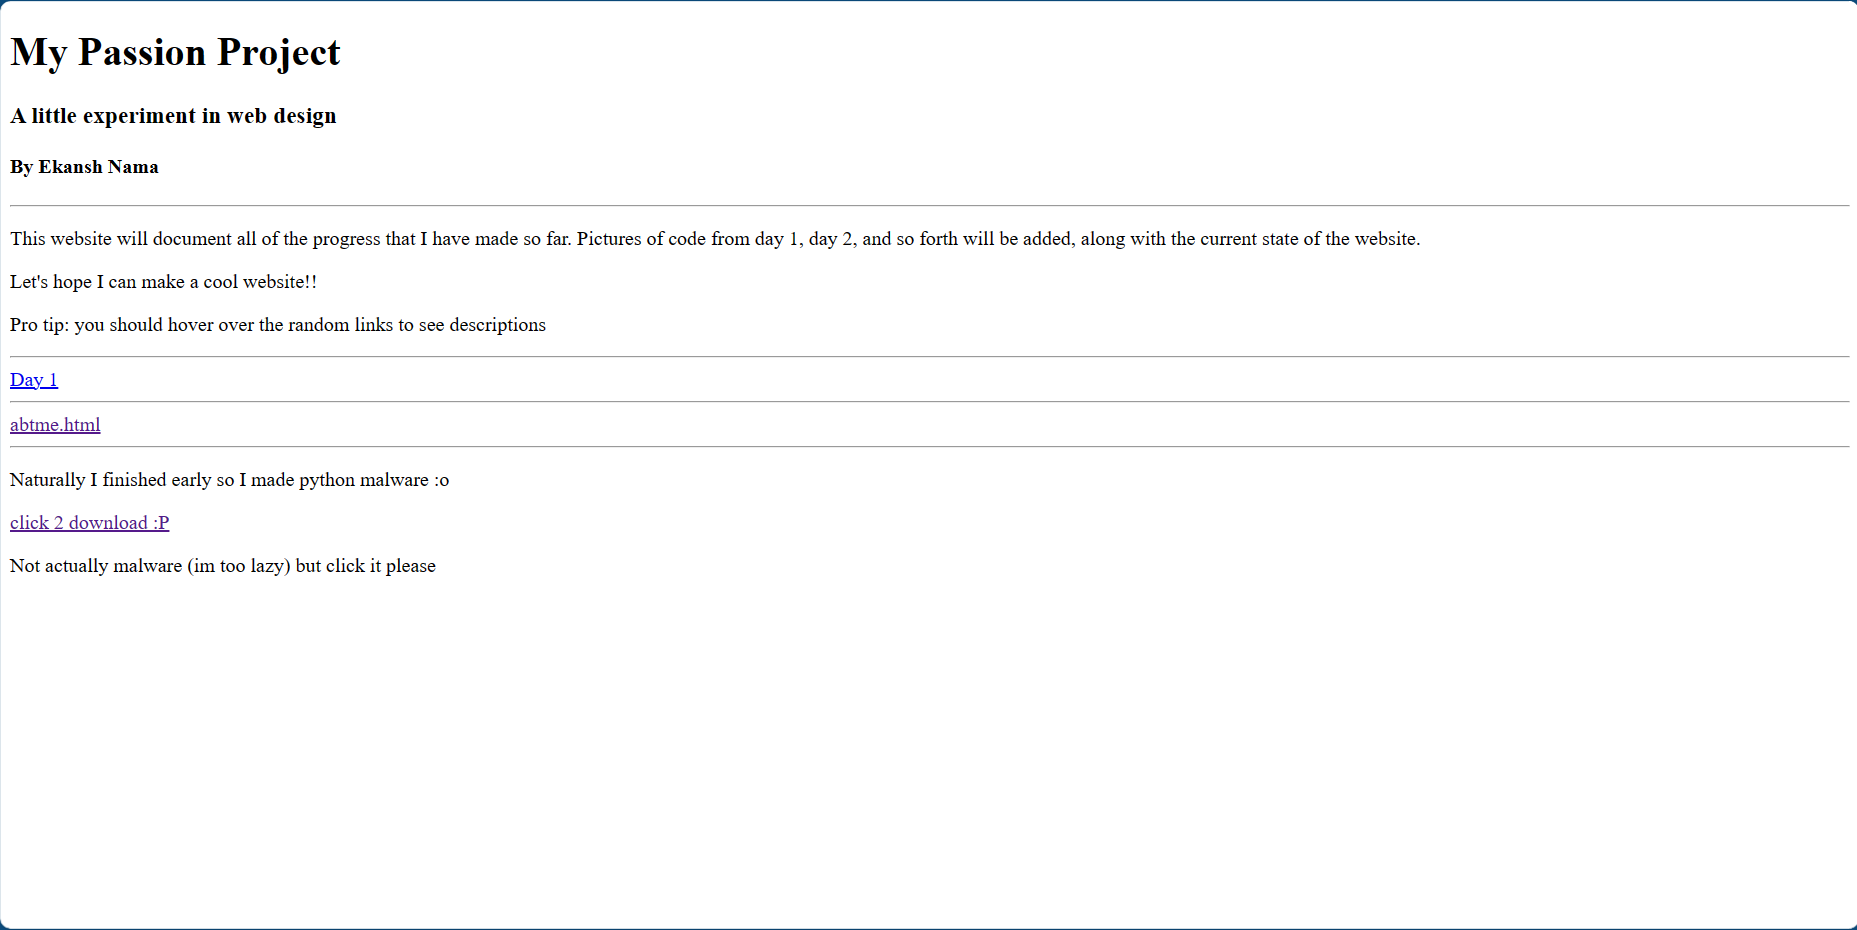 My Passion Project
A little experiment in web design
By Ekansh Nama
This website will document all of the progress that I have made so far. Pictures of code from day 1, day 2, and so forth will be added, along with the current state of the website.
Let's hope I can make a cool website!!
Pro tip: you should hover over the random links to see descriptions
Day 1
abtme.html
Naturally I finished early so I made python malware :o
click 2 download :P
Not actually malware (im too lazy) but click it please